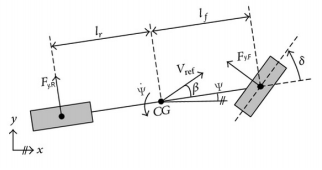 l_r
l_f
F_yR
F_yF
V_ref
δ
Ψ̇
β
Ψ
CG
y
x